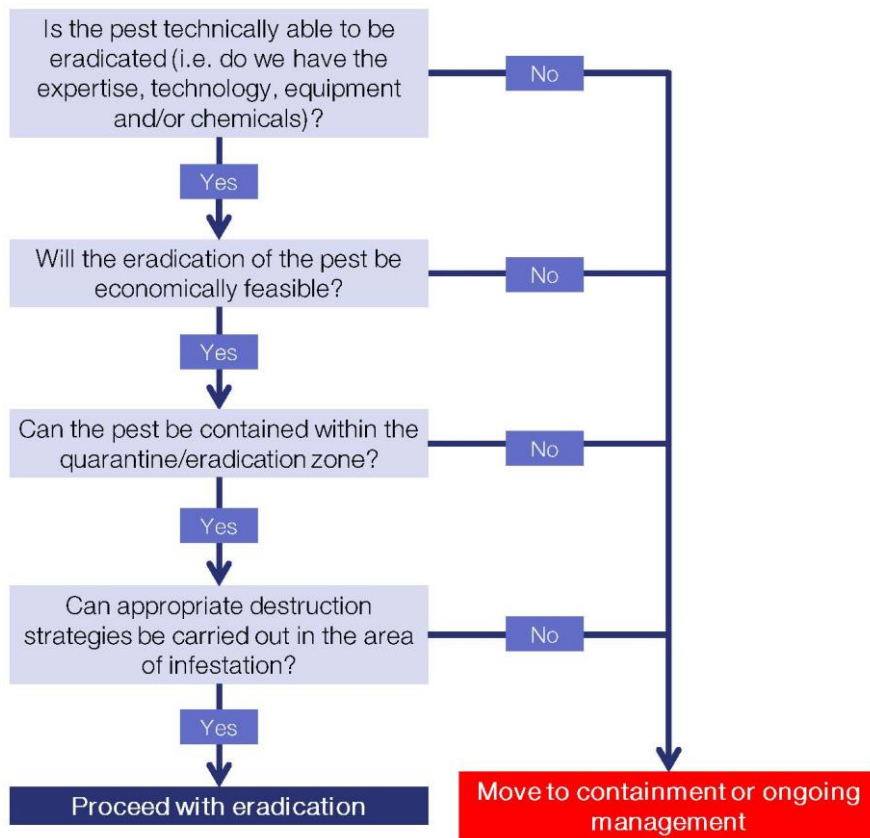 Is the pest technically able to be
eradicated (i.e. do we have the
expertise, technology, equipment
and/or chemicals)?
No
Yes
Will the eradication of the pest be
economically feasible?
No
Yes
Can the pest be contained within the
quarantine/eradication zone?
No
Yes
Can appropriate destruction
strategies be carried out in the area
of infestation?
No
Yes
Proceed with eradication
Move to containment or ongoing
management